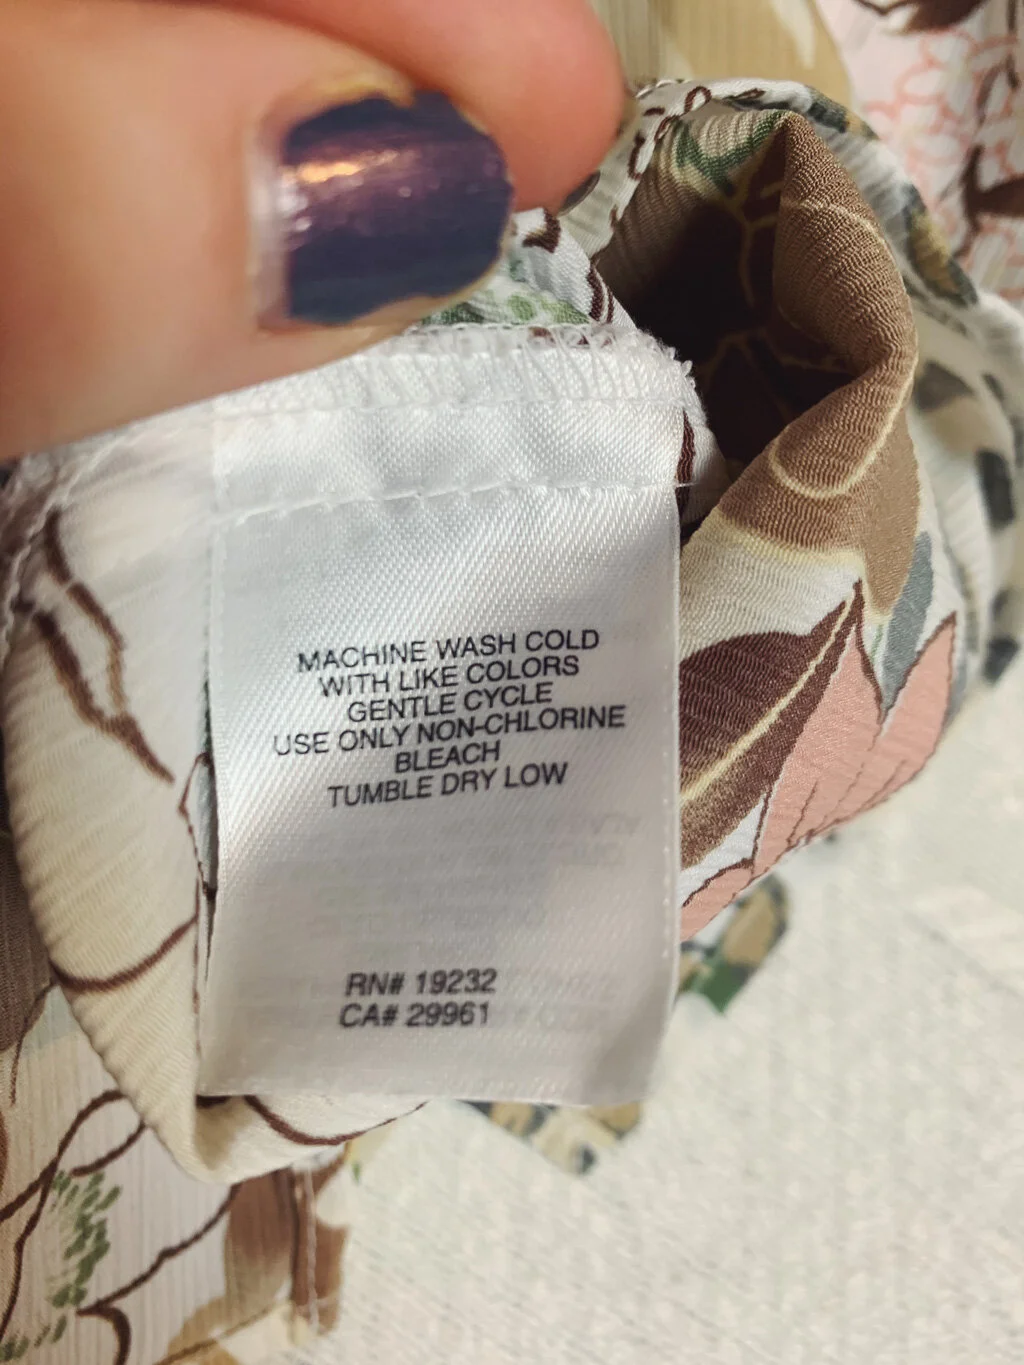 MACHINE WASH COLD
WITH LIKE COLORS
GENTLE CYCLE
USE ONLY NON-CHLORINE
BLEACH
TUMBLE DRY LOW
RN# 19232
CA# 29961